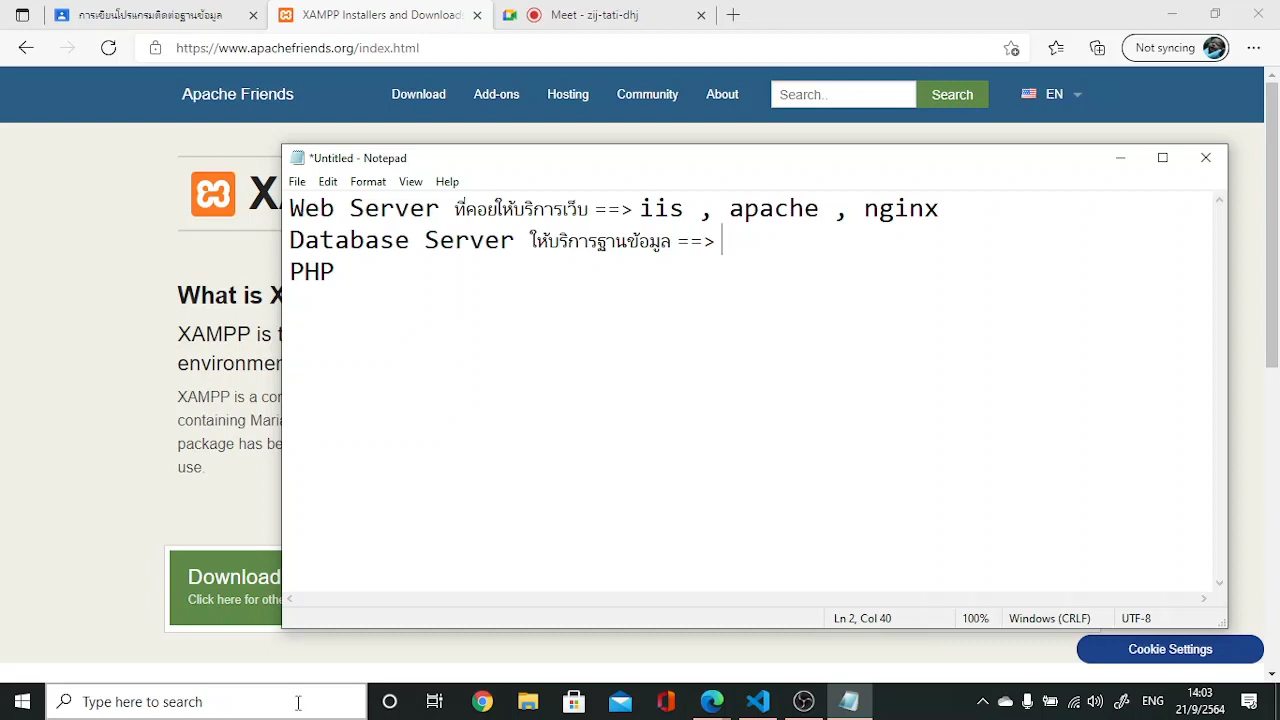 การเขียนโปรแกรมติดต่อฐานข้อมูล
XAMPP Installers and Downloads
Meet - zij-tati-dhj
https://www.apachefriends.org/index.html
Not syncing
Apache Friends
Download
Add-ons
Hosting
Community
About
Search..
Search
EN
*Untitled - Notepad
File Edit Format View Help
Web Server ที่คอยให้บริการเว็บ ==> iis , apache , nginx
Database Server ให้บริการฐานข้อมูล ==>
PHP
X
What is X
XAMPP is t
environmen
XAMPP is a con
containing Maria
package has be
use.
Download
Click here for othe
Ln 2, Col 40
100%
Windows (CRLF)
UTF-8
Cookie Settings
Type here to search
ENG
14:03
21/9/2564